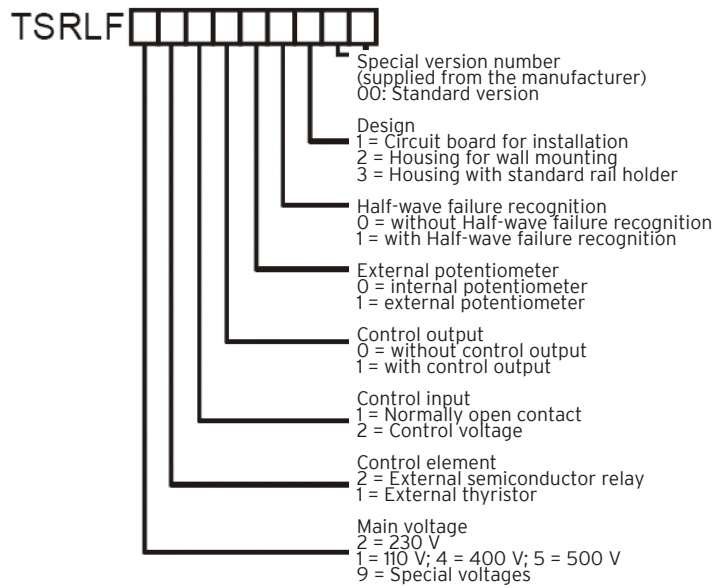 TSRLF
Special version number
(supplied from the manufacturer)
00: Standard version
Design
1 = Circuit board for installation
2 = Housing for wall mounting
3 = Housing with standard rail holder
Half-wave failure recognition
0 = without Half-wave failure recognition
1 = with Half-wave failure recognition
External potentiometer
0 = internal potentiometer
1 = external potentiometer
Control output
0 = without control output
1 = with control output
Control input
1 = Normally open contact
2 = Control voltage
Control element
2 = External semiconductor relay
1 = External thyristor
Main voltage
2 = 230 V
1 = 110 V; 4 = 400 V; 5 = 500 V
9 = Special voltages